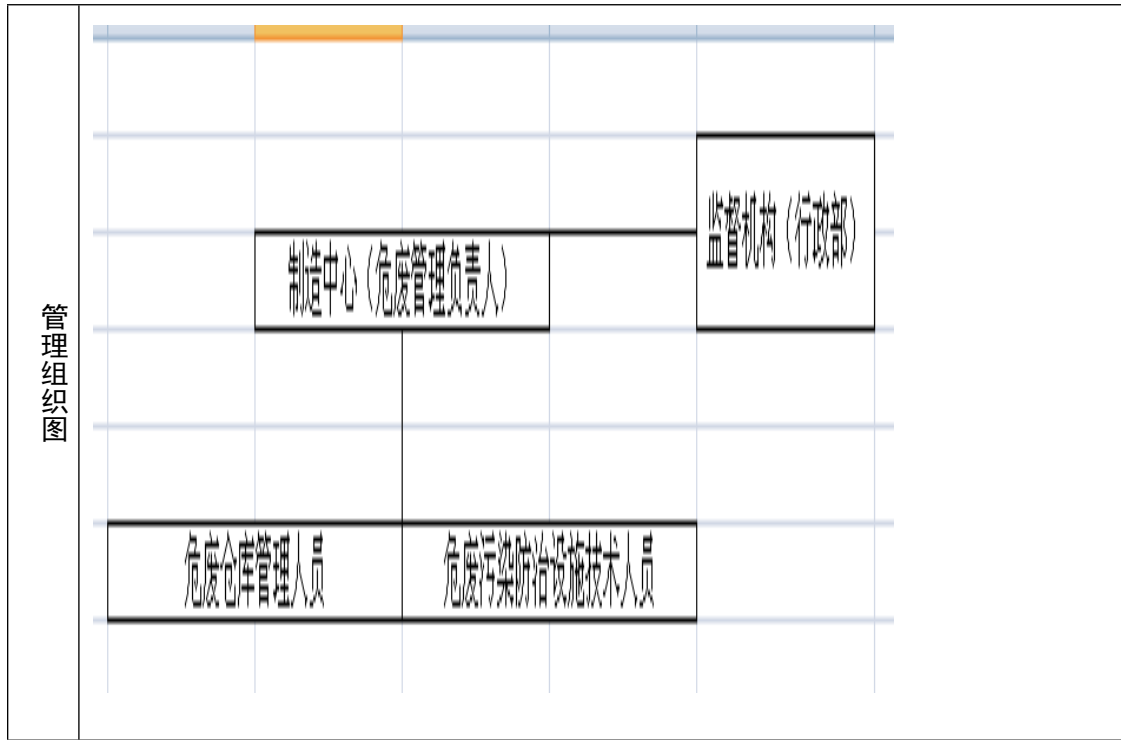 管理组织图
监督机构（行政部）
制造中心（危废管理负责人）
危废仓库管理人员
危废污染防治设施技术人员